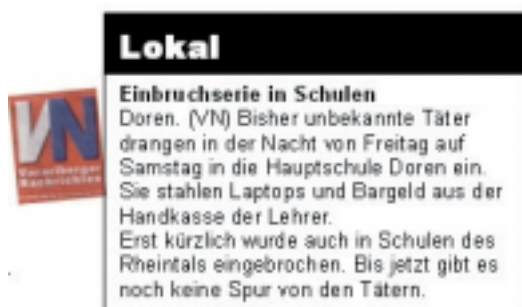 Lokal
VN
Vorarlberger
Nachrichten
Einbruchserie in Schulen
Doren. (VN) Bisher unbekannte Täter
drangen in der Nacht von Freitag auf
Samstag in die Hauptschule Doren ein.
Sie stahlen Laptops und Bargeld aus der
Handkasse der Lehrer.
Erst kürzlich wurde auch in Schulen des
Rheintals eingebrochen. Bis jetzt gibt es
noch keine Spur von den Tätern.